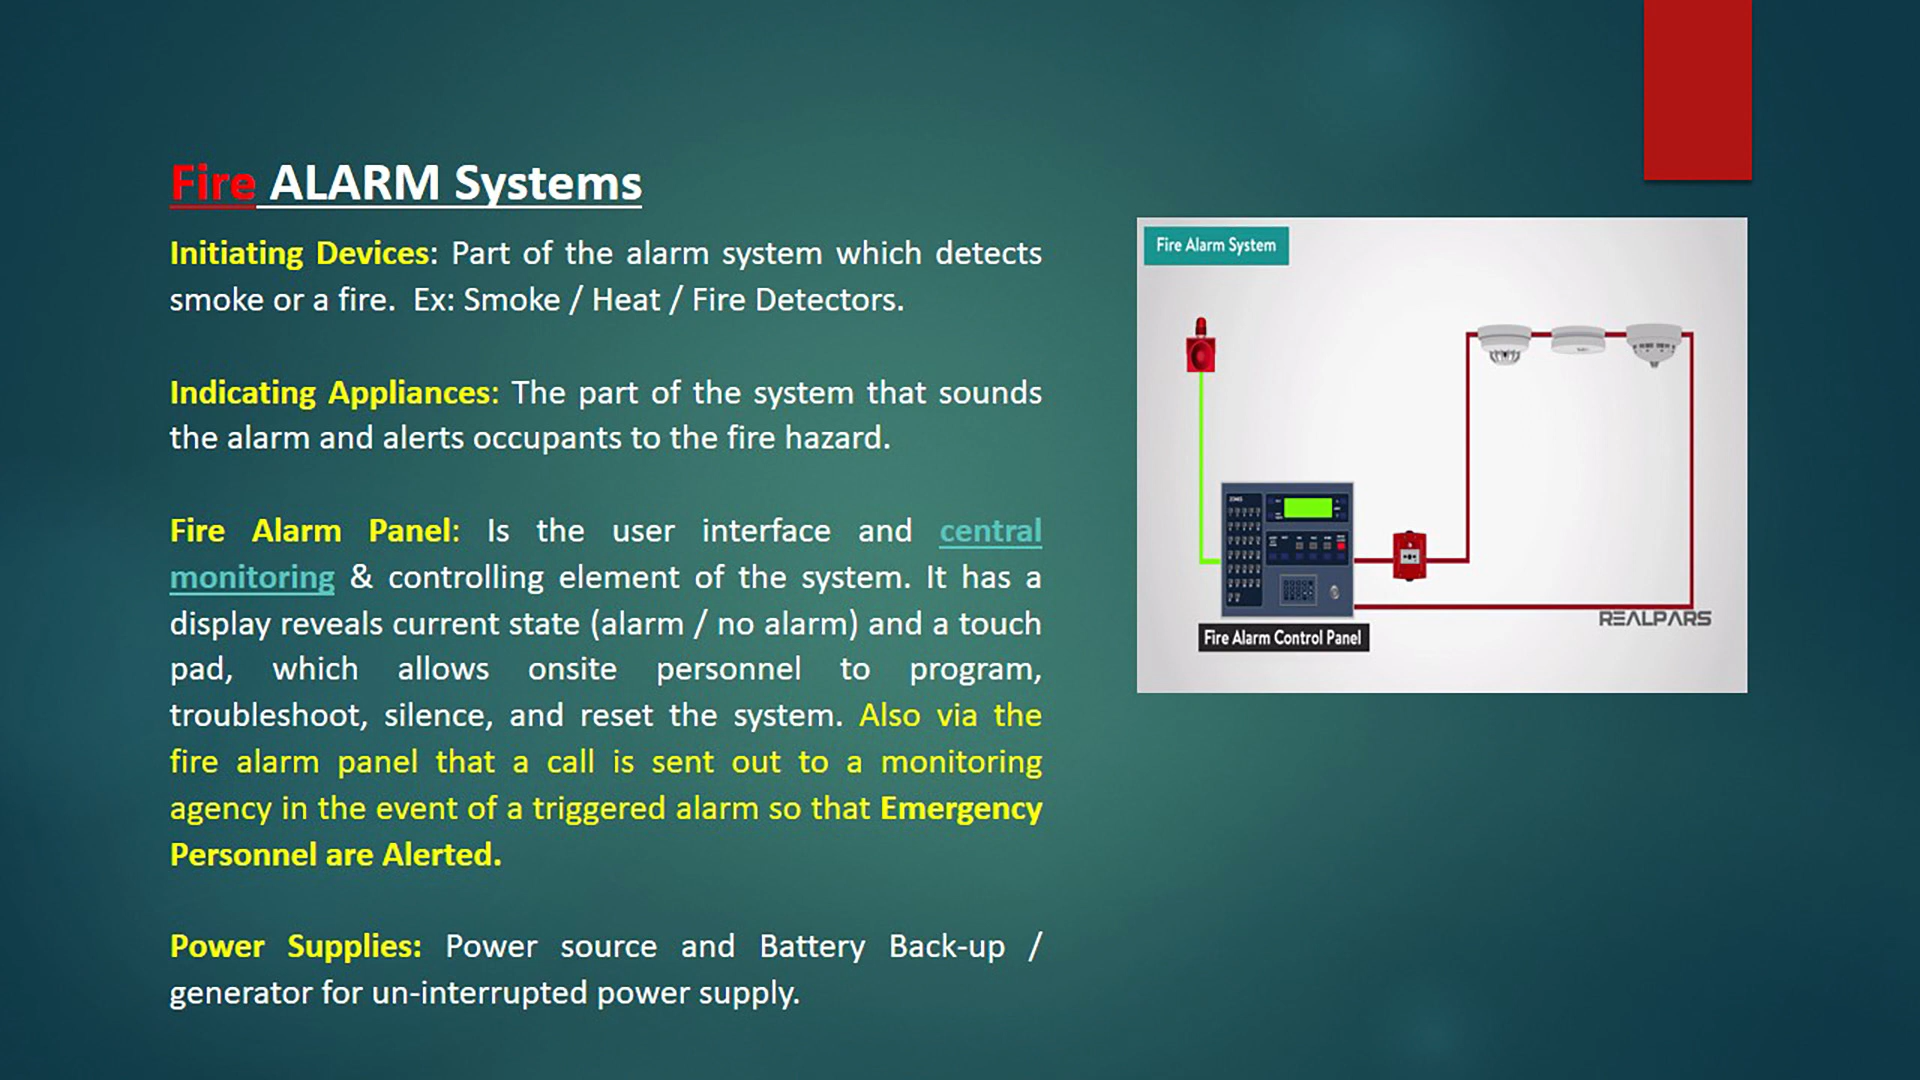 Fire ALARM Systems
Initiating Devices: Part of the alarm system which detects
smoke or a fire.  Ex: Smoke / Heat / Fire Detectors.
Indicating Appliances: The part of the system that sounds
the alarm and alerts occupants to the fire hazard.
Fire Alarm Panel: Is the user interface and central
monitoring & controlling element of the system. It has a
display reveals current state (alarm / no alarm) and a touch
pad, which allows onsite personnel to program,
troubleshoot, silence, and reset the system. Also via the
fire alarm panel that a call is sent out to a monitoring
agency in the event of a triggered alarm so that Emergency
Personnel are Alerted.
Power Supplies: Power source and Battery Back-up /
generator for un-interrupted power supply.
Fire Alarm System
REALPARS
Fire Alarm Control Panel